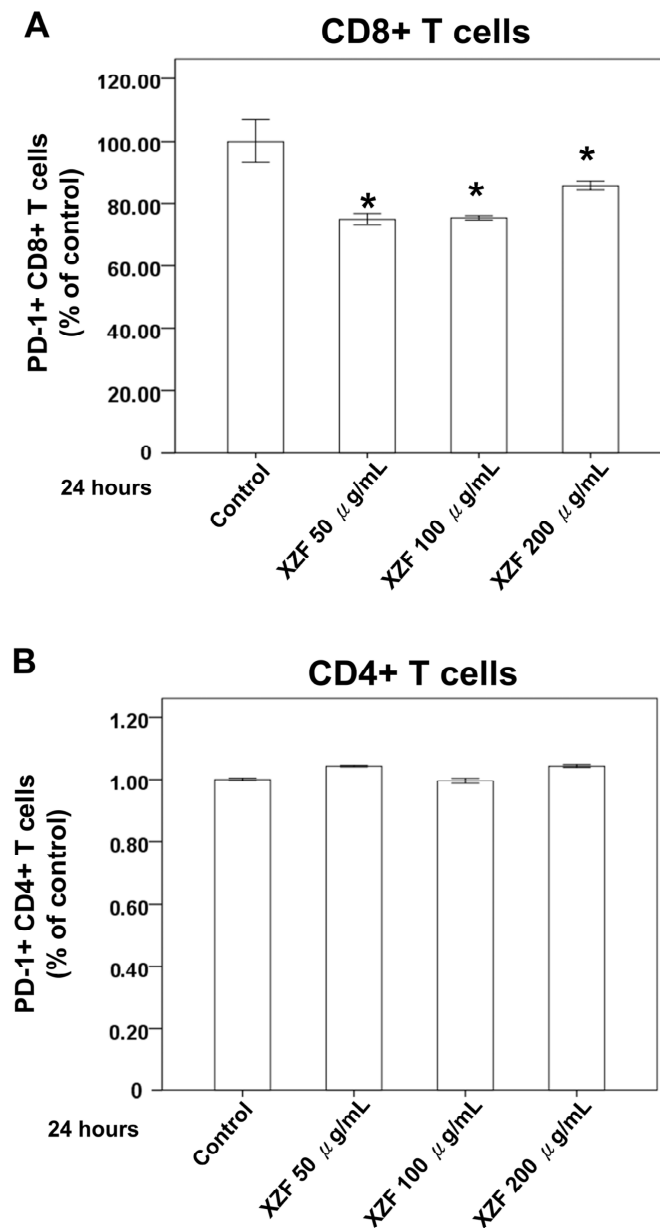 A
CD8+ T cells
PD-1+ CD8+ T cells
(% of control)
120.00
100.00
80.00
60.00
40.00
20.00
0
*
*
*
24 hours
Control
XZF 50 μg/mL
XZF 100 μg/mL
XZF 200 μg/mL
B
CD4+ T cells
PD-1+ CD4+ T cells
(% of control)
1.20
1.00
0.80
0.60
0.40
0.20
0
24 hours
Control
XZF 50 μg/mL
XZF 100 μg/mL
XZF 200 μg/mL